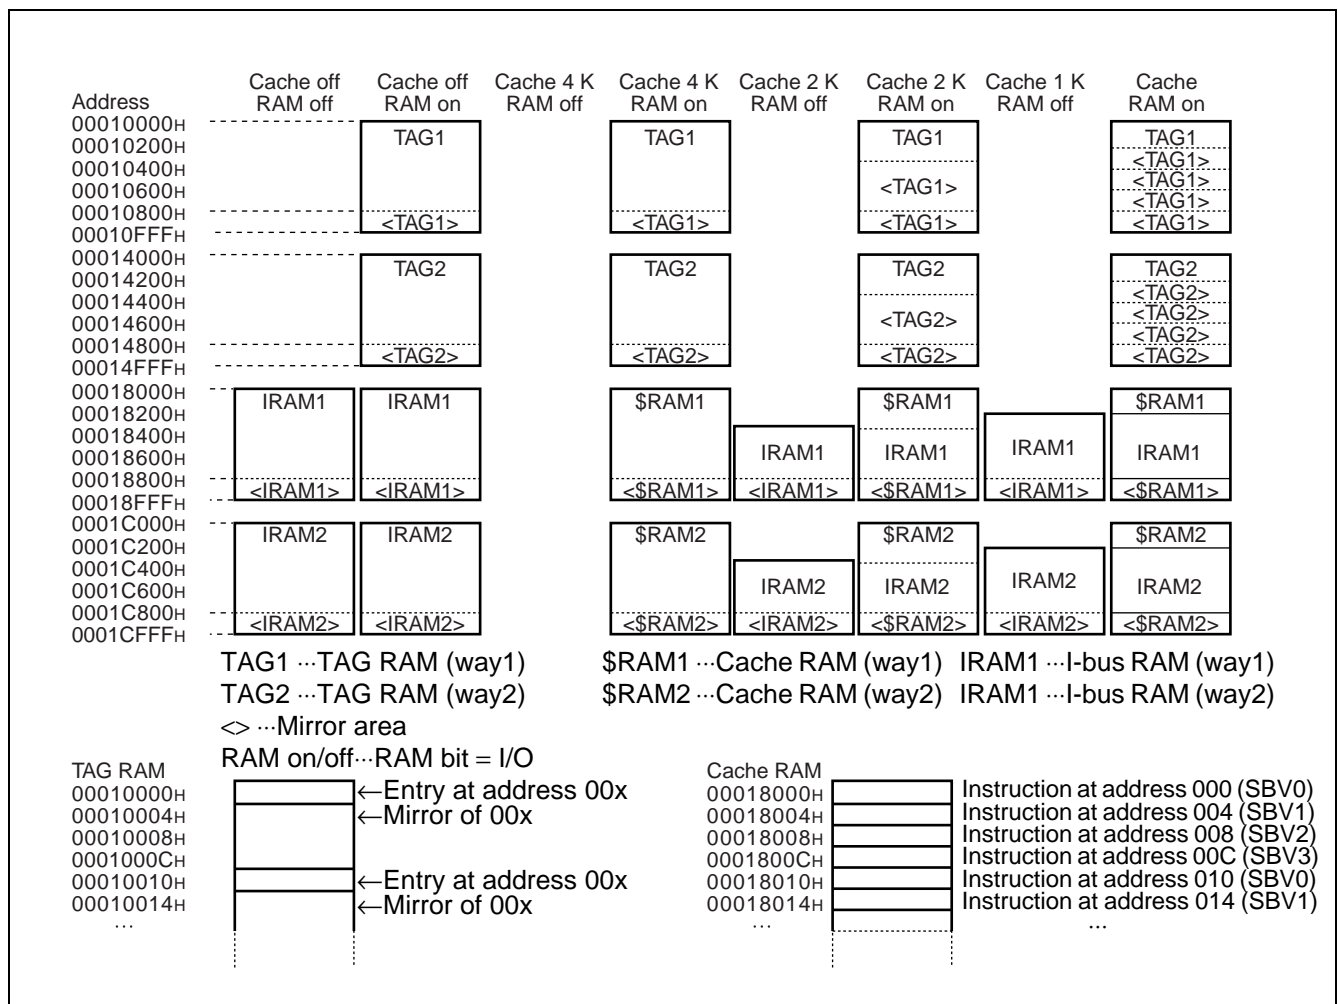 Cache off Cache off Cache 4 K Cache 4 K Cache 2 K Cache 2 K Cache 1 K Cache
Address RAM off RAM on RAM off RAM on RAM off RAM on RAM off RAM on
00010000H
00010200H TAG1 TAG1 TAG1 TAG1
00010400H <TAG1>
00010600H <TAG1> <TAG1>
<TAG1>
00010800H <TAG1> <TAG1> <TAG1> <TAG1>
00010FFFH
00014000H TAG2 TAG2 TAG2 TAG2
00014200H
00014400H <TAG2>
00014600H <TAG2> <TAG2>
<TAG2>
00014800H <TAG2> <TAG2> <TAG2> <TAG2>
00014FFFH
00018000H IRAM1 IRAM1 $RAM1 $RAM1 $RAM1
00018200H
00018400H
00018600H IRAM1 IRAM1 IRAM1 IRAM1
00018800H <IRAM1> <IRAM1> <$RAM1> <IRAM1> <$RAM1> <IRAM1> <$RAM1>
00018FFFH
0001C000H IRAM2 IRAM2 $RAM2 $RAM2 $RAM2
0001C200H
0001C400H
0001C600H IRAM2 IRAM2 IRAM2 IRAM2
0001C800H <IRAM2> <IRAM2> <$RAM2> <IRAM2> <$RAM2> <IRAM2> <$RAM2>
0001CFFFH
TAG1 ···TAG RAM (way1) $RAM1 ···Cache RAM (way1) IRAM1 ···I-bus RAM (way1)
TAG2 ···TAG RAM (way2) $RAM2 ···Cache RAM (way2) IRAM1 ···I-bus RAM (way2)
<> ···Mirror area
RAM on/off···RAM bit = I/O
TAG RAM
00010000H ←Entry at address 00x
00010004H ←Mirror of 00x
00010008H
0001000CH
00010010H ←Entry at address 00x
00010014H ←Mirror of 00x
···
Cache RAM
00018000H Instruction at address 000 (SBV0)
00018004H Instruction at address 004 (SBV1)
00018008H Instruction at address 008 (SBV2)
0001800CH Instruction at address 00C (SBV3)
00018010H Instruction at address 010 (SBV0)
00018014H Instruction at address 014 (SBV1)
··· ···